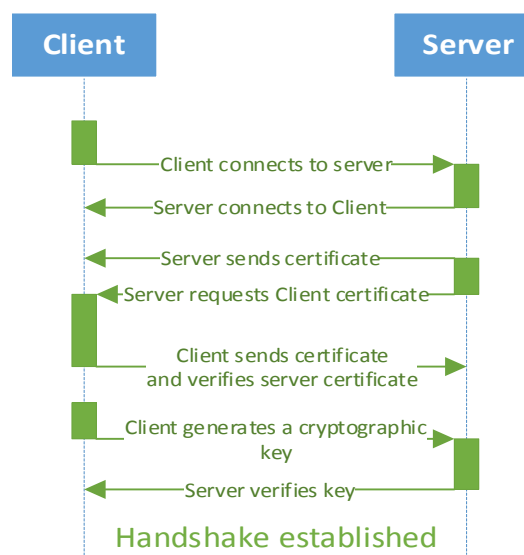 Client
Server
Client connects to server
Server connects to Client
Server sends certificate
Server requests Client certificate
Client sends certificate
and verifies server certificate
Client generates a cryptographic
key
Server verifies key
Handshake established